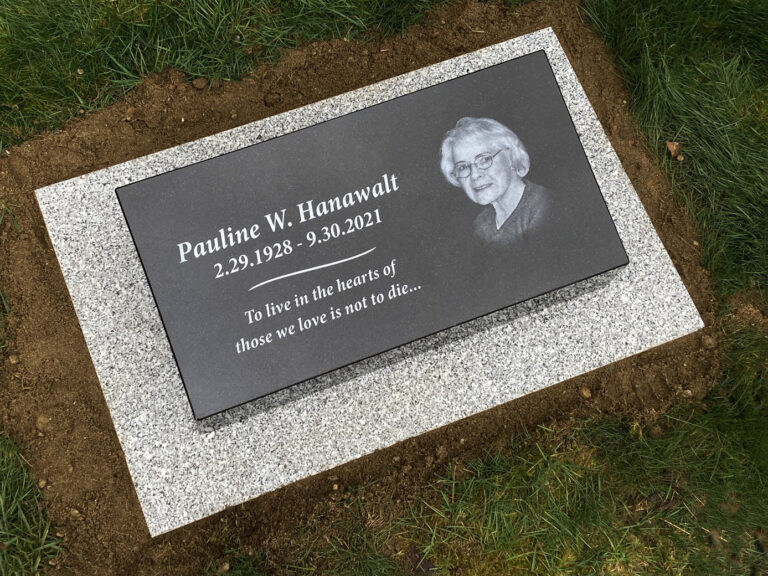 Pauline W. Hanawalt
2.29.1928 - 9.30.2021
To live in the hearts of
those we love is not to die...